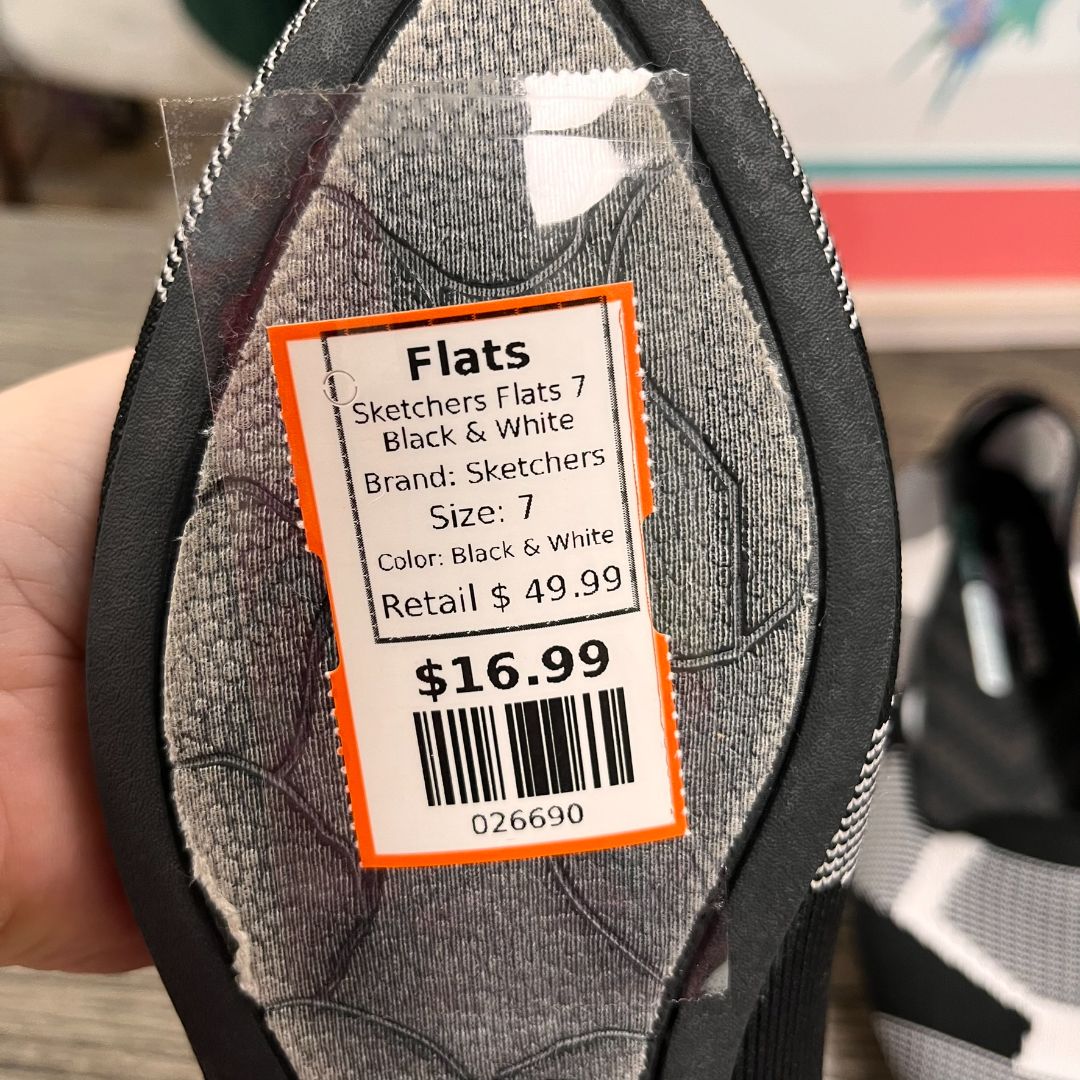 Flats
Sketchers Flats 7
Black & White
Brand: Sketchers
Size: 7
Color: Black & White
Retail $ 49.99
$16.99
026690